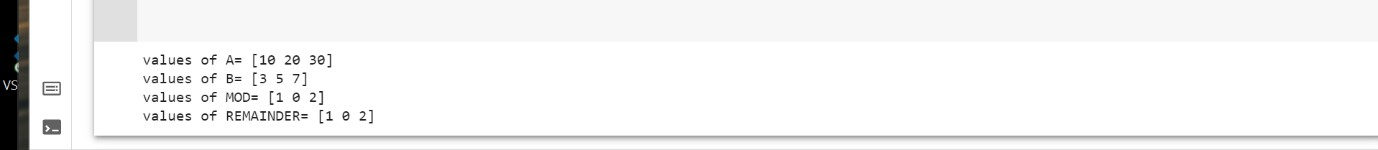 values of A= [10 20 30]
values of B= [3 5 7]
VS
values of MOD= [1 0 2]
values of REMAINDER= [1 0 2]